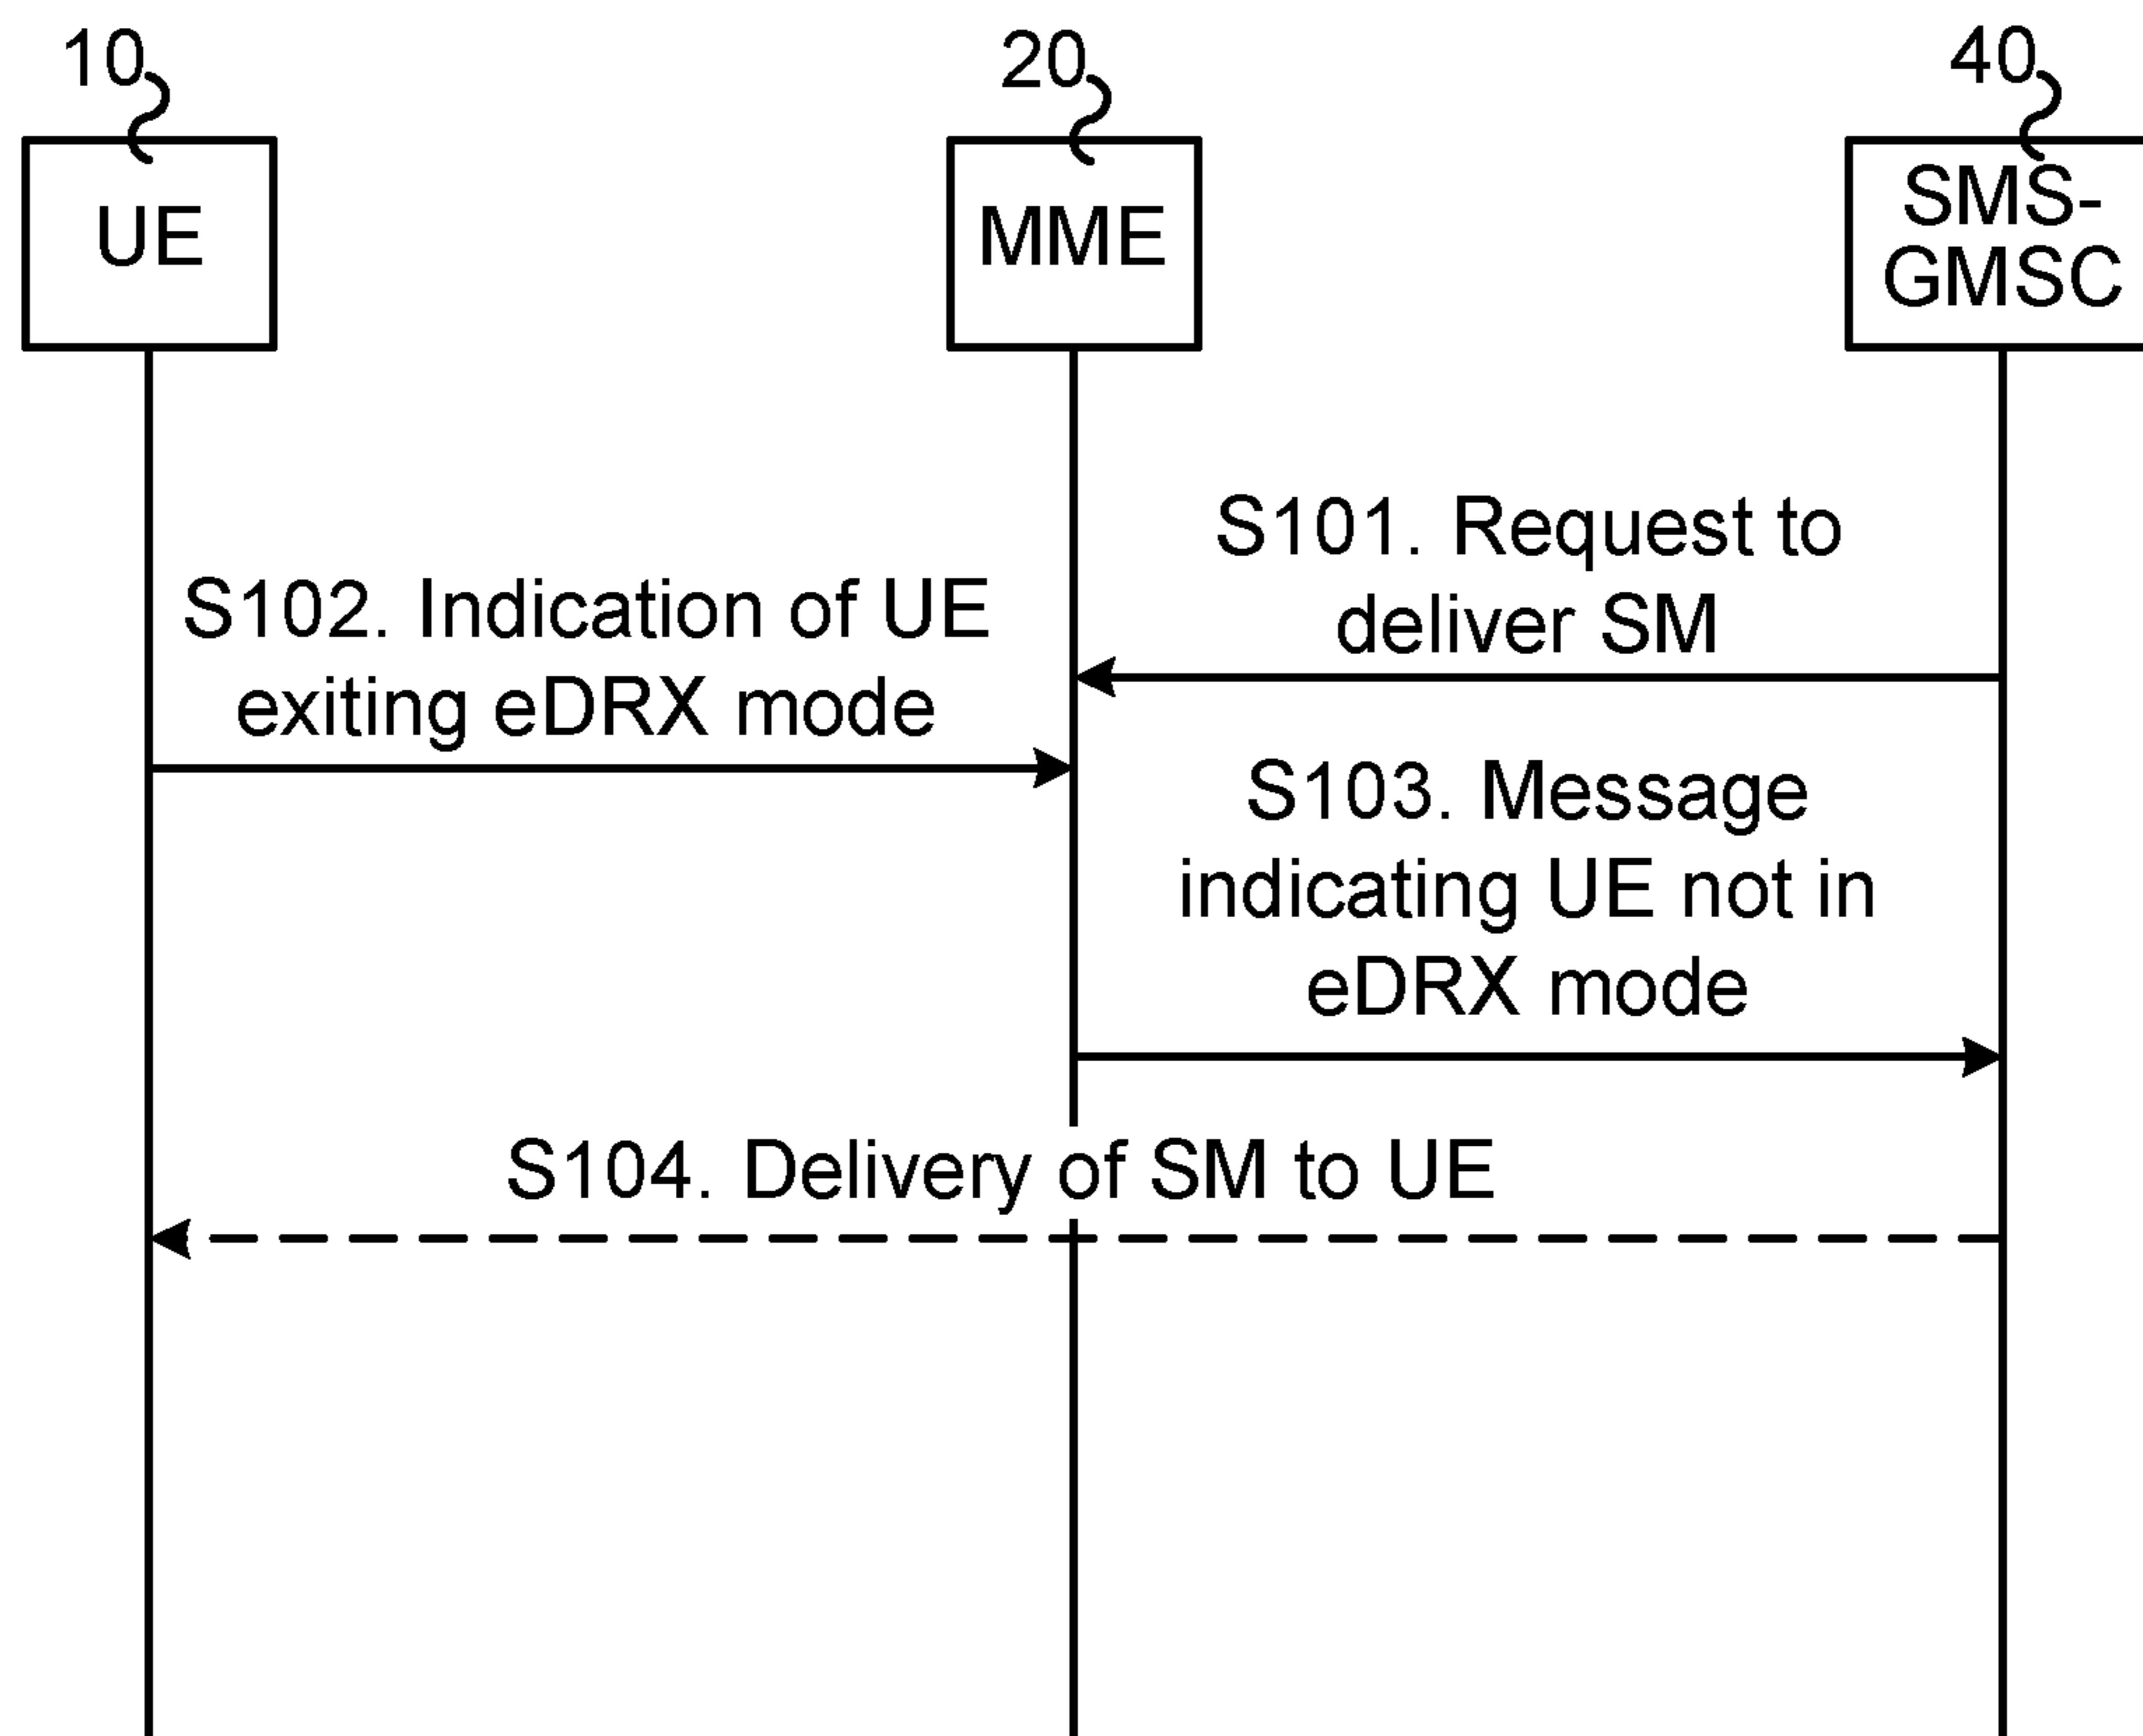 10
20
40
UE
MME
SMS-
GMSC
S101. Request to
deliver SM
S102. Indication of UE
exiting eDRX mode
S103. Message
indicating UE not in
eDRX mode
S104. Delivery of SM to UE